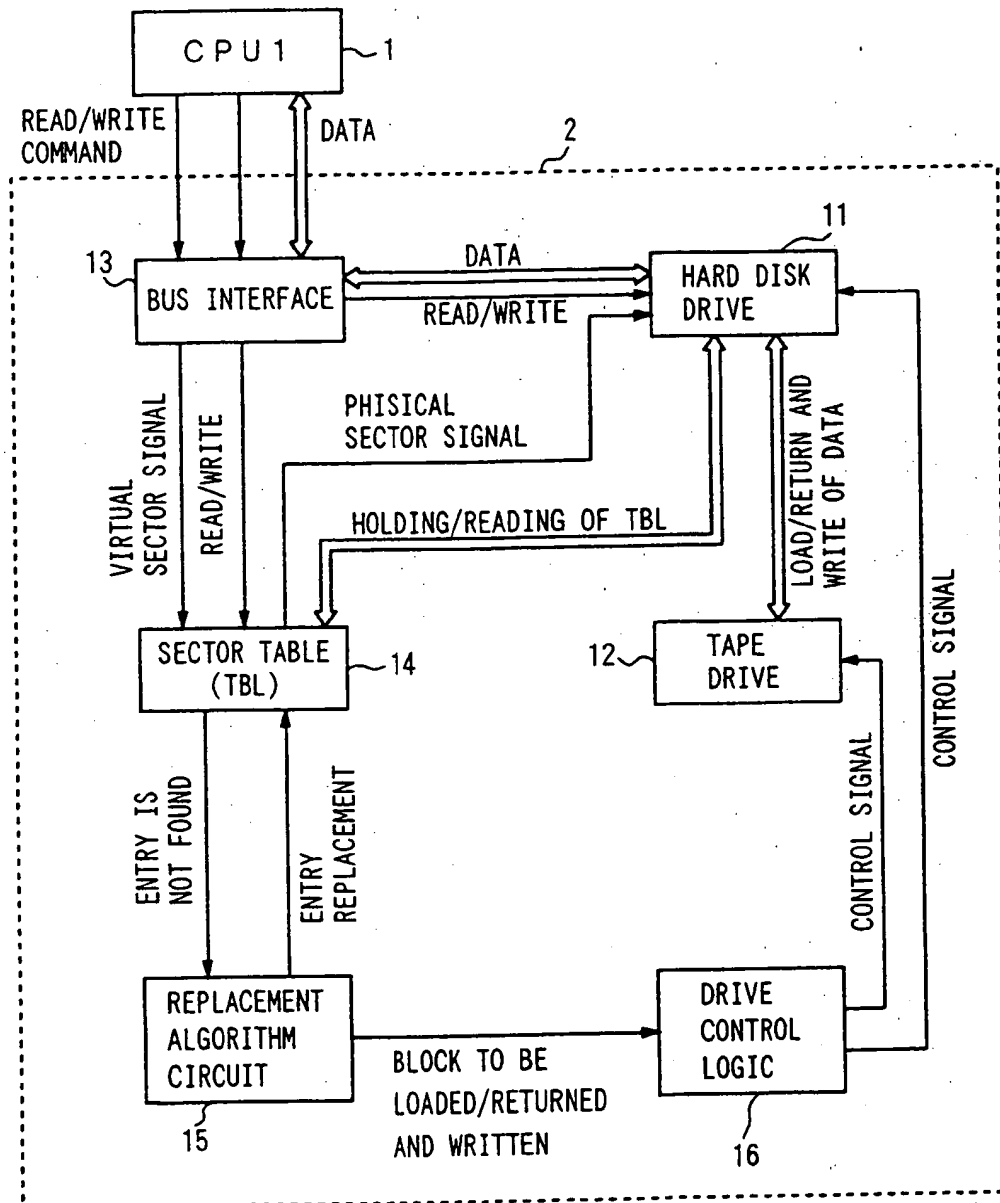 CPU1
1
READ/WRITE
COMMAND
DATA
2
13
BUS INTERFACE
DATA
READ/WRITE
11
HARD DISK
DRIVE
VIRTUAL
SECTOR SIGNAL
READ/WRITE
PHISICAL
SECTOR SIGNAL
HOLDING/READING OF TBL
LOAD/RETURN AND
WRITE OF DATA
CONTROL SIGNAL
SECTOR TABLE
(TBL)
14
12
TAPE
DRIVE
ENTRY IS
NOT FOUND
ENTRY
REPLACEMENT
CONTROL SIGNAL
REPLACEMENT
ALGORITHM
CIRCUIT
15
BLOCK TO BE
LOADED/RETURNED
AND WRITTEN
DRIVE
CONTROL
LOGIC
16